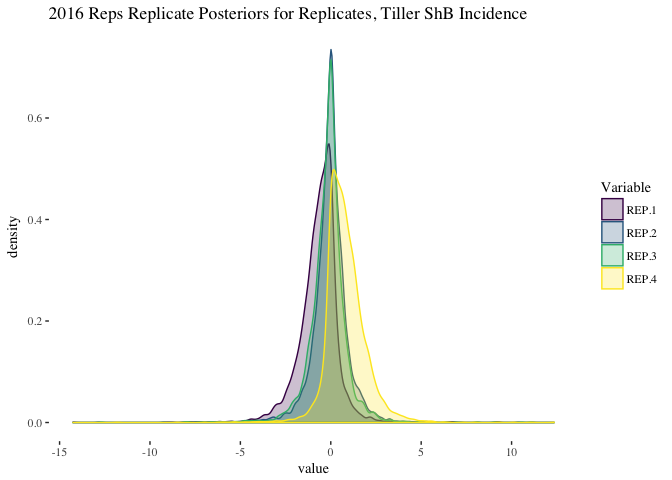 2016 Reps Replicate Posteriors for Replicates, Tiller ShB Incidence
density
0.6
0.4
0.2
0.0
-15
-10
-5
0
5
10
value
Variable
REP.1
REP.2
REP.3
REP.4